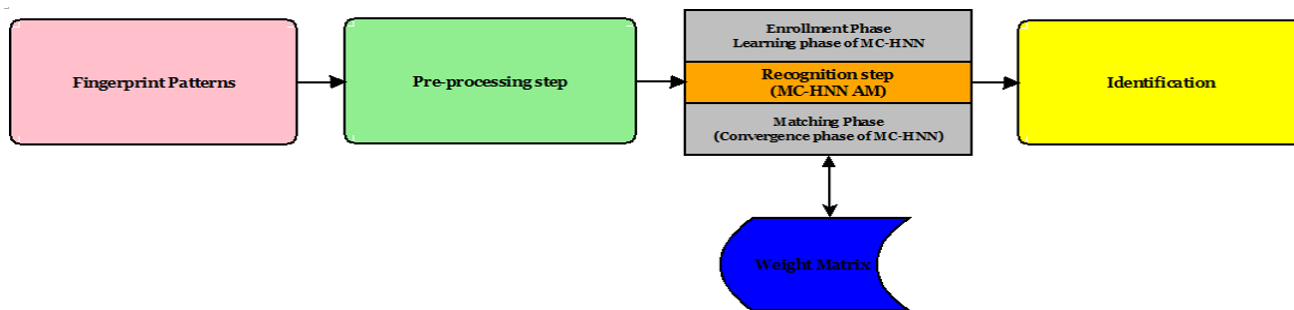 Fingerprint Patterns
Pre-processing step
Enrollment Phase
Learning phase of MC-HNN
Recognition step
(MC-HNN AM)
Matching Phase
(Convergence phase of MC-HNN)
Identification
Weight Matrix